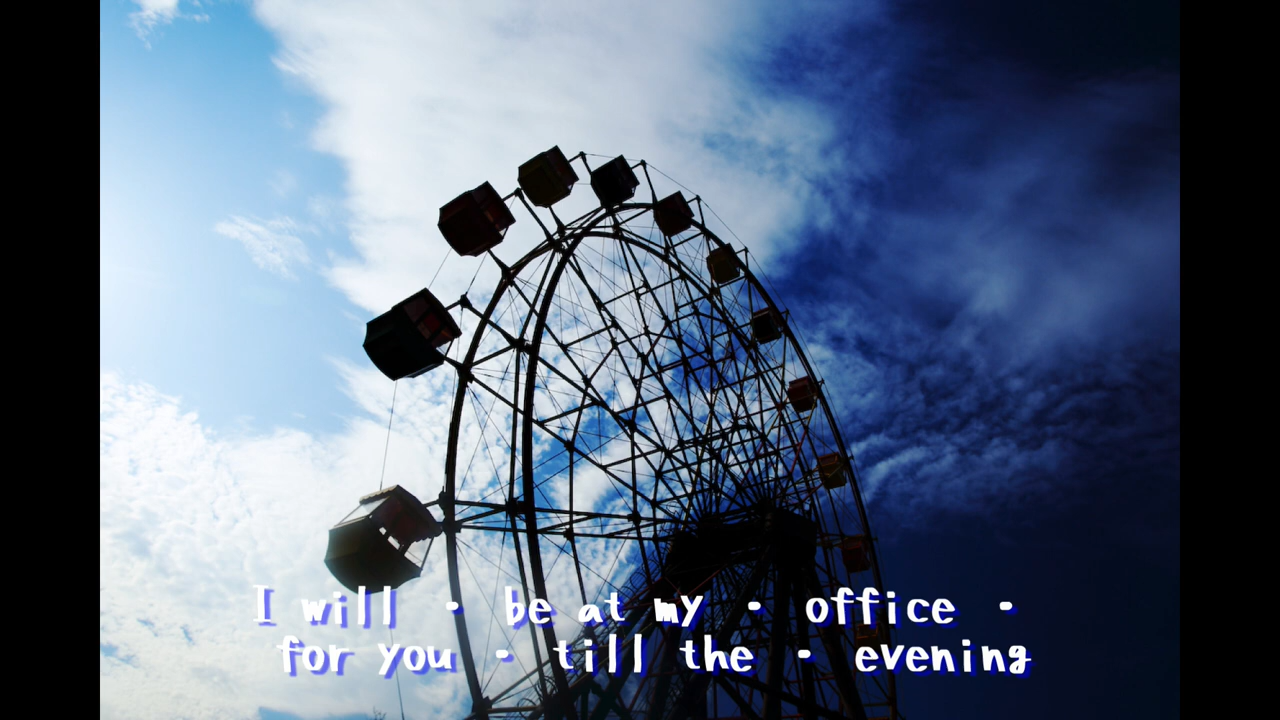 I will · be at my · office ·
for you · till the · evening